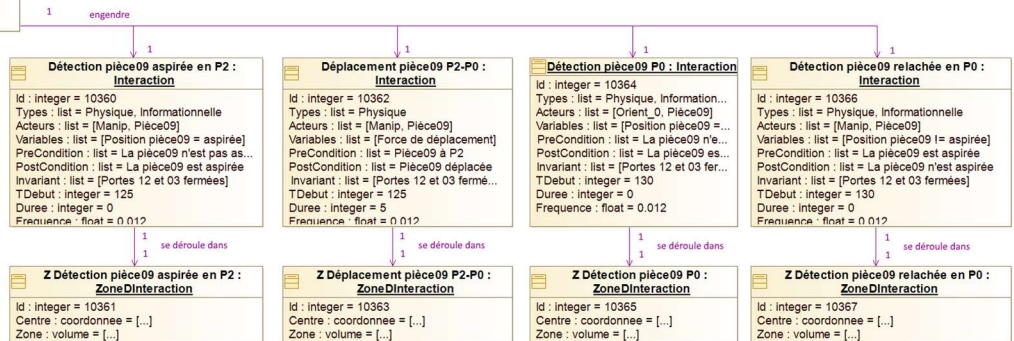 1
engendre
1
1
1
1
Détection pièce09 aspirée en P2 :
Interaction
Id : integer = 10360
Types : list = Physique, Informationnelle
Acteurs : list = [Manip, Pièce09]
Variables : list = [Position pièce09 = aspirée]
PreCondition : list = La pièce09 n'est pas as...
PostCondition : list = La pièce09 est aspirée
Invariant : list = [Portes 12 et 03 fermées]
TDebut : integer = 125
Duree : integer = 0
Frequence : float = 0.012
Déplacement pièce09 P2-P0 :
Interaction
Id : integer = 10362
Types : list = Physique
Acteurs : list = [Manip, Pièce09]
Variables : list = [Force de déplacement]
PreCondition : list = Pièce09 à P2
PostCondition : list = Pièce09 déplacée
Invariant : list = [Portes 12 et 03 fermé...
TDebut : integer = 125
Duree : integer = 5
Frequence : float = 0.012
Détection pièce09 P0 : Interaction
Id : integer = 10364
Types : list = Physique, Information...
Acteurs : list = [Orient_0, Pièce09]
Variables : list = [Position pièce09 =...
PreCondition : list = La pièce09 n'e...
PostCondition : list = La pièce09 es...
Invariant : list = [Portes 12 et 03 fer...
TDebut : integer = 130
Duree : integer = 0
Frequence : float = 0.012
Détection pièce09 relachée en P0 :
Interaction
Id : integer = 10366
Types : list = Physique, Informationnelle
Acteurs : list = [Manip, Pièce09]
Variables : list = [Position pièce09 != aspirée]
PreCondition : list = La pièce09 est aspirée
PostCondition : list = La pièce09 n'est aspirée
Invariant : list = [Portes 12 et 03 fermées]
TDebut : integer = 130
Duree : integer = 0
Frequence : float = 0.012
1
se déroule dans
1
1
se déroule dans
1
1
se déroule dans
1
1
se déroule dans
1
Z Détection pièce09 aspirée en P2 :
ZoneDInteraction
Id : integer = 10361
Centre : coordonnee = [...]
Zone : volume = [...]
Z Déplacement pièce09 P2-P0 :
ZoneDInteraction
Id : integer = 10363
Centre : coordonnee = [...]
Zone : volume = [...]
Z Détection pièce09 P0 :
ZoneDInteraction
Id : integer = 10365
Centre : coordonnee = [...]
Zone : volume = [...]
Z Détection pièce09 relachée en P0 :
ZoneDInteraction
Id : integer = 10367
Centre : coordonnee = [...]
Zone : volume = [...]